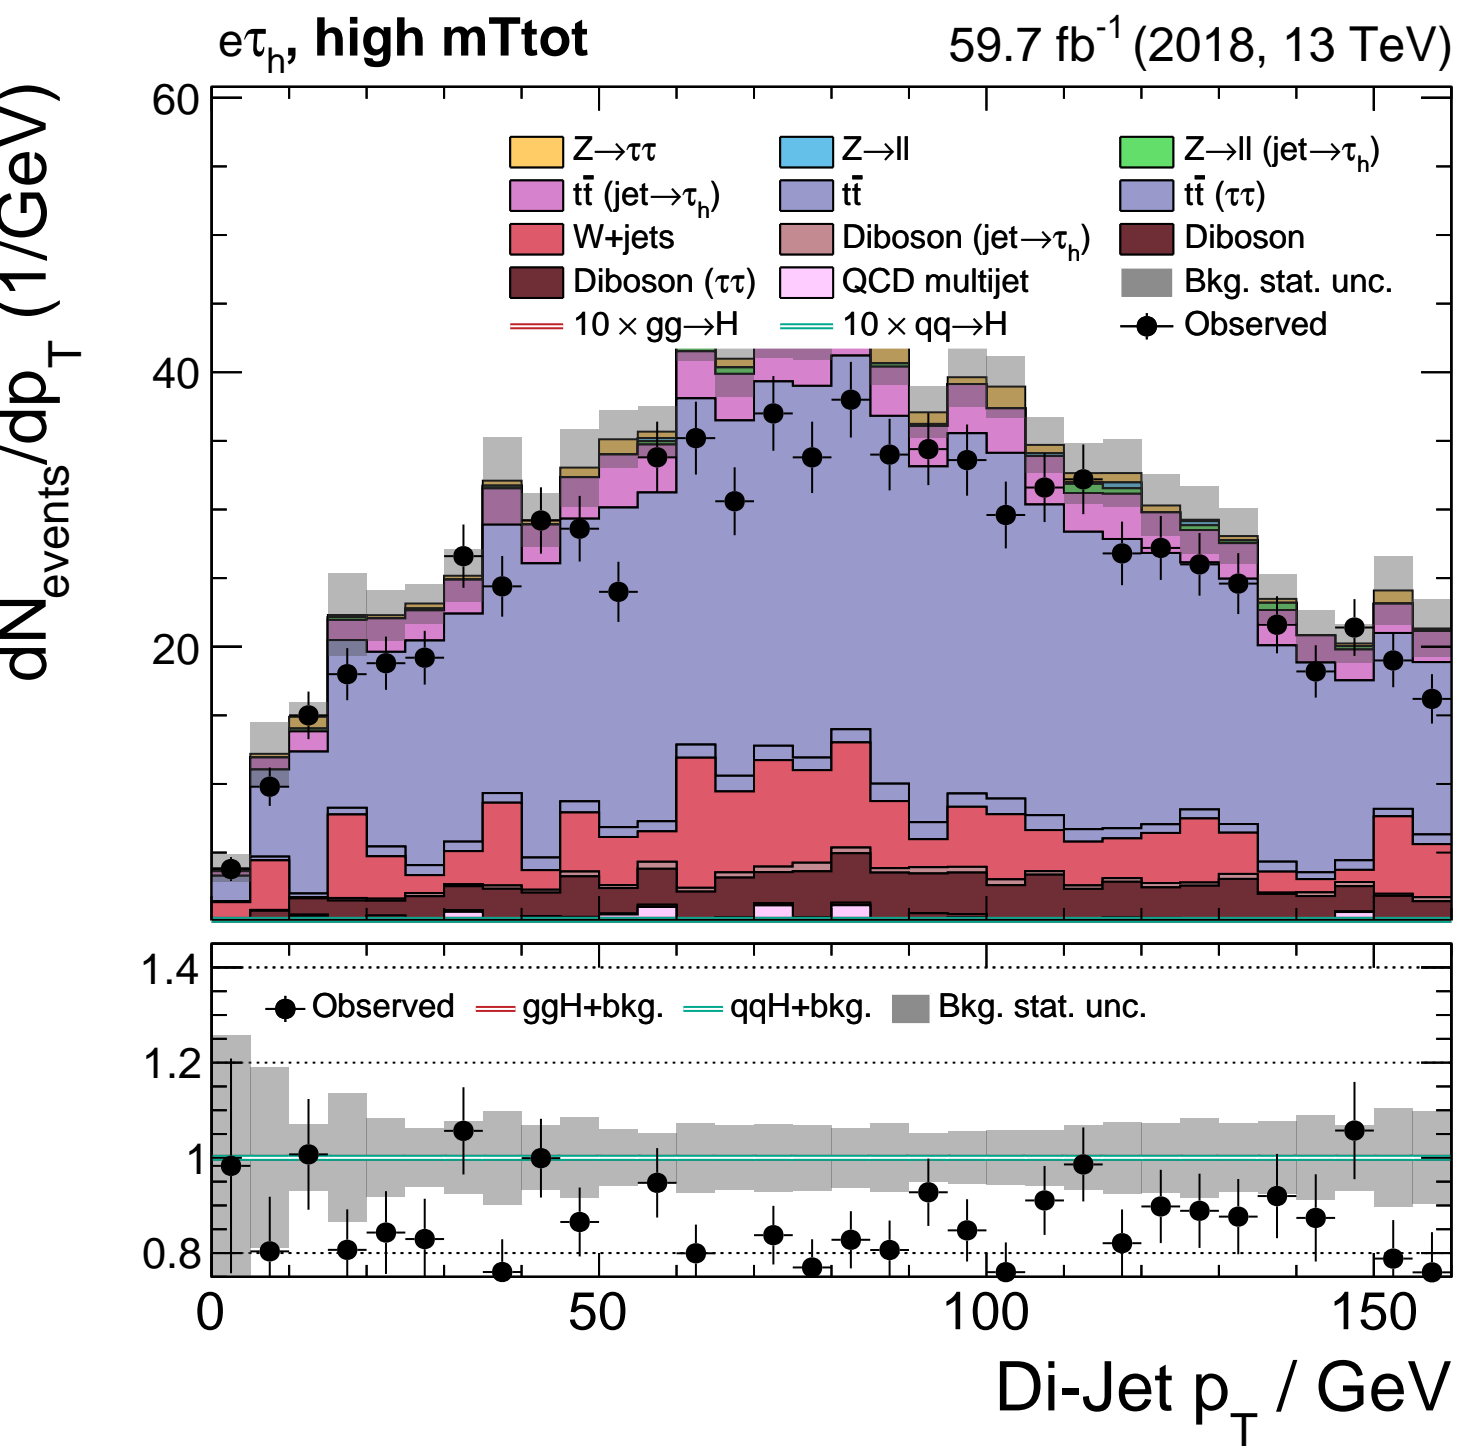 eτh, high mTtot
59.7 fb-1 (2018, 13 TeV)
dNevents/dpT (1/GeV)
60
40
20
Z→ττ Z→ll Z→ll (jet→τh)
tt̄ (jet→τh) tt̄ tt̄ (ττ)
W+jets Diboson (jet→τh) Diboson
Diboson (ττ) QCD multijet Bkg. stat. unc.
10 × gg→H 10 × qq→H Observed
1.4
Observed ggH+bkg. qqH+bkg. Bkg. stat. unc.
1.2
1
0.8
0 50 100 150
Di-Jet pT / GeV